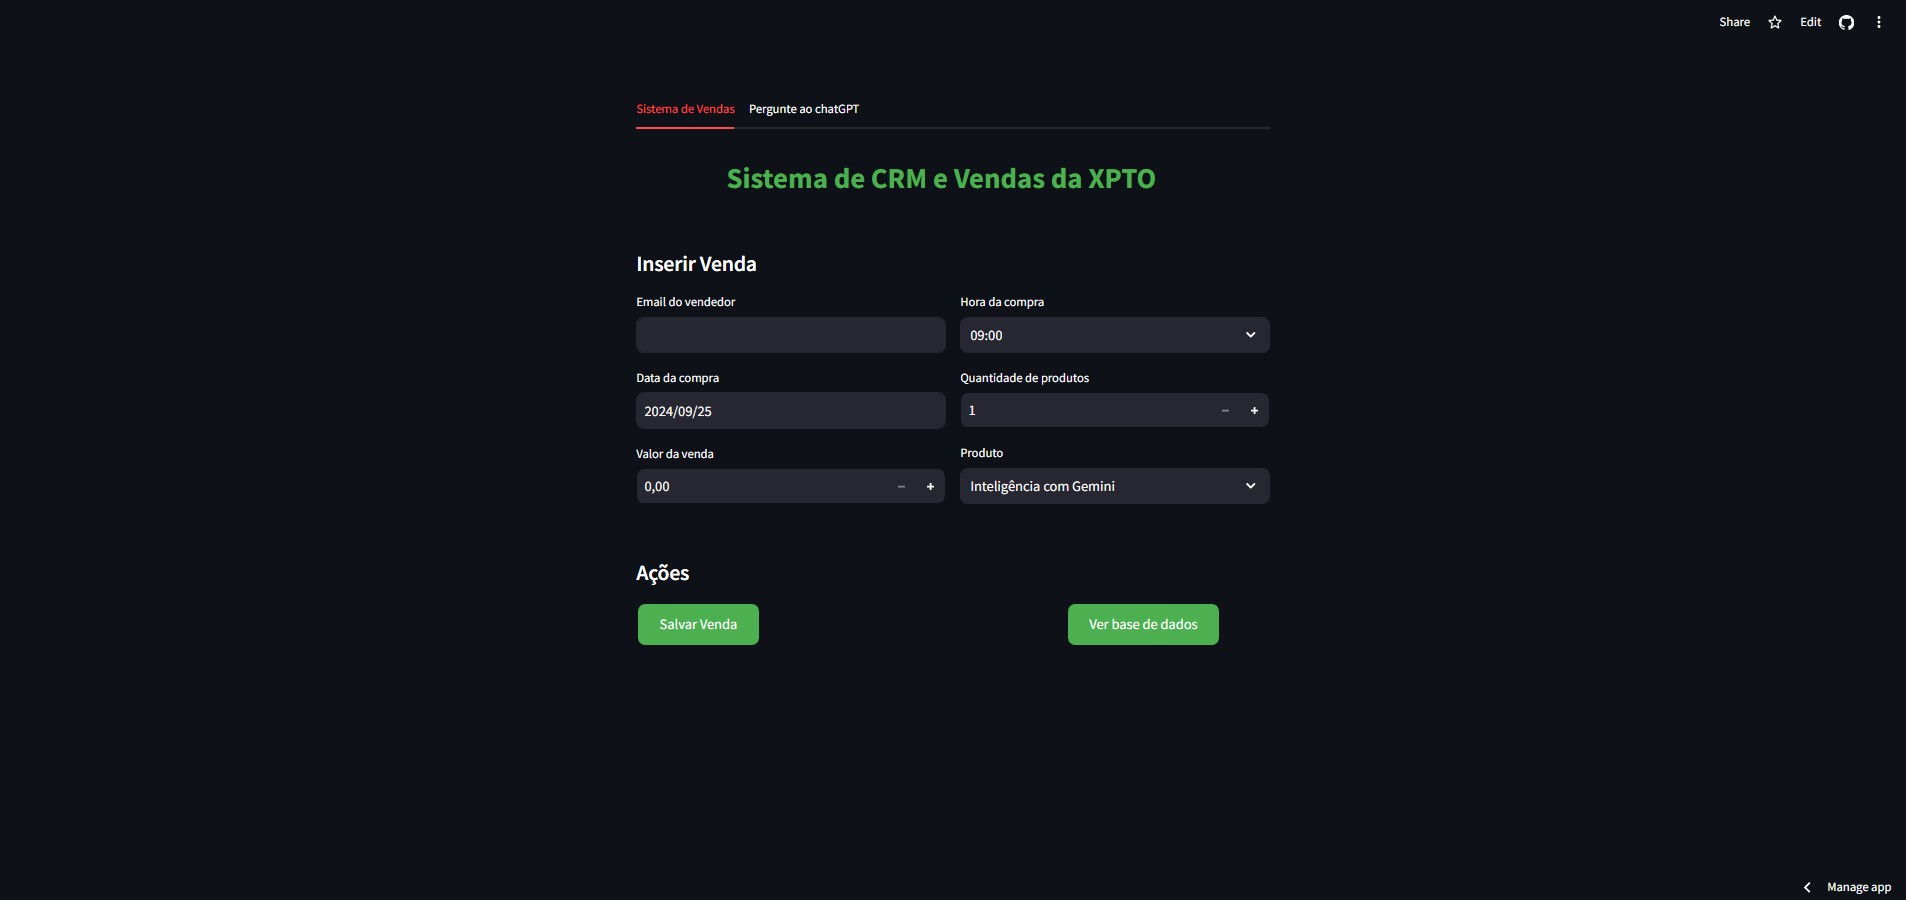 Share Edit
Sistema de Vendas Pergunte ao chatGPT
Sistema de CRM e Vendas da XPTO
Inserir Venda
Email do vendedor Hora da compra
09:00
Data da compra Quantidade de produtos
2024/09/25 1
Valor da venda Produto
0,00 Inteligência com Gemini
Ações
Salvar Venda Ver base de dados
Manage app